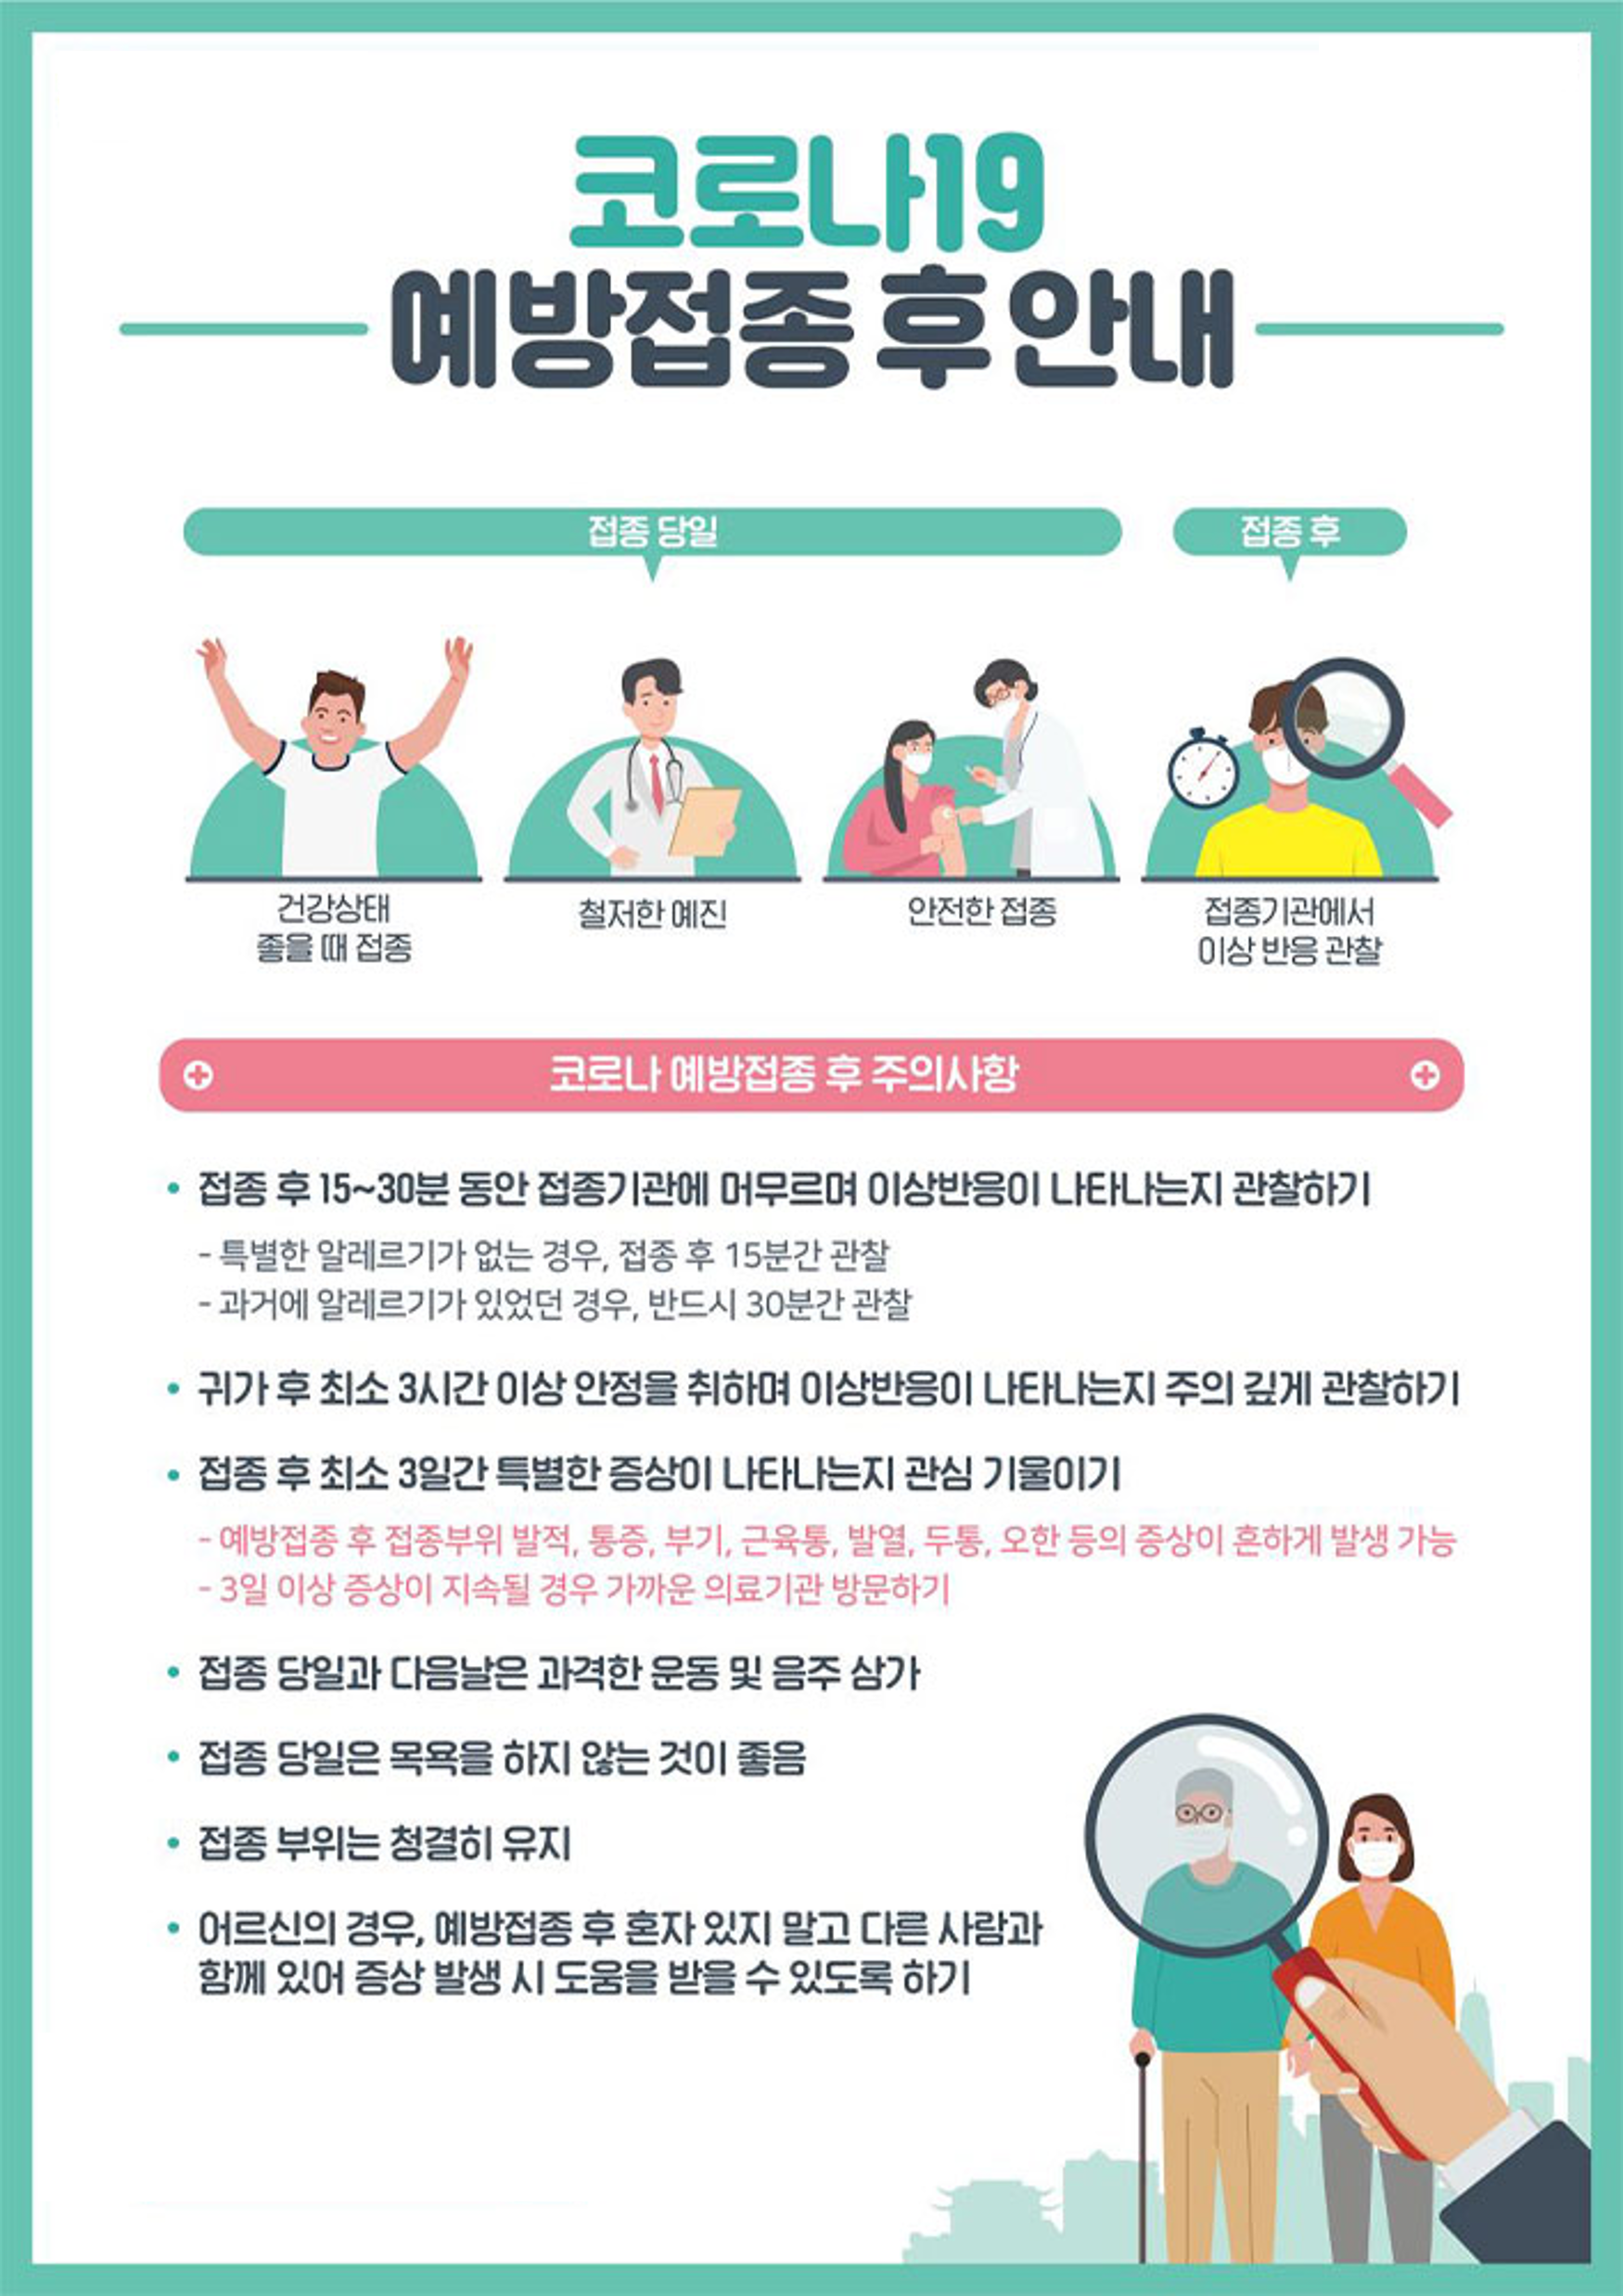 코로나19
예방접종 후 안내
접종 당일
접종 후
건강상태
좋을 때 접종
철저한 예진
안전한 접종
접종기관에서
이상 반응 관찰
코로나 예방접종 후 주의사항
• 접종 후 15~30분 동안 접종기관에 머무르며 이상반응이 나타나는지 관찰하기
- 특별한 알레르기가 없는 경우, 접종 후 15분간 관찰
- 과거에 알레르기가 있었던 경우, 반드시 30분간 관찰
• 귀가 후 최소 3시간 이상 안정을 취하며 이상반응이 나타나는지 주의 깊게 관찰하기
• 접종 후 최소 3일간 특별한 증상이 나타나는지 관심 기울이기
- 예방접종 후 접종부위 발적, 통증, 부기, 근육통, 발열, 두통, 오한 등의 증상이 흔하게 발생 가능
- 3일 이상 증상이 지속될 경우 가까운 의료기관 방문하기
• 접종 당일과 다음날은 과격한 운동 및 음주 삼가
• 접종 당일은 목욕을 하지 않는 것이 좋음
• 접종 부위는 청결히 유지
• 어르신의 경우, 예방접종 후 혼자 있지 말고 다른 사람과
함께 있어 증상 발생 시 도움을 받을 수 있도록 하기